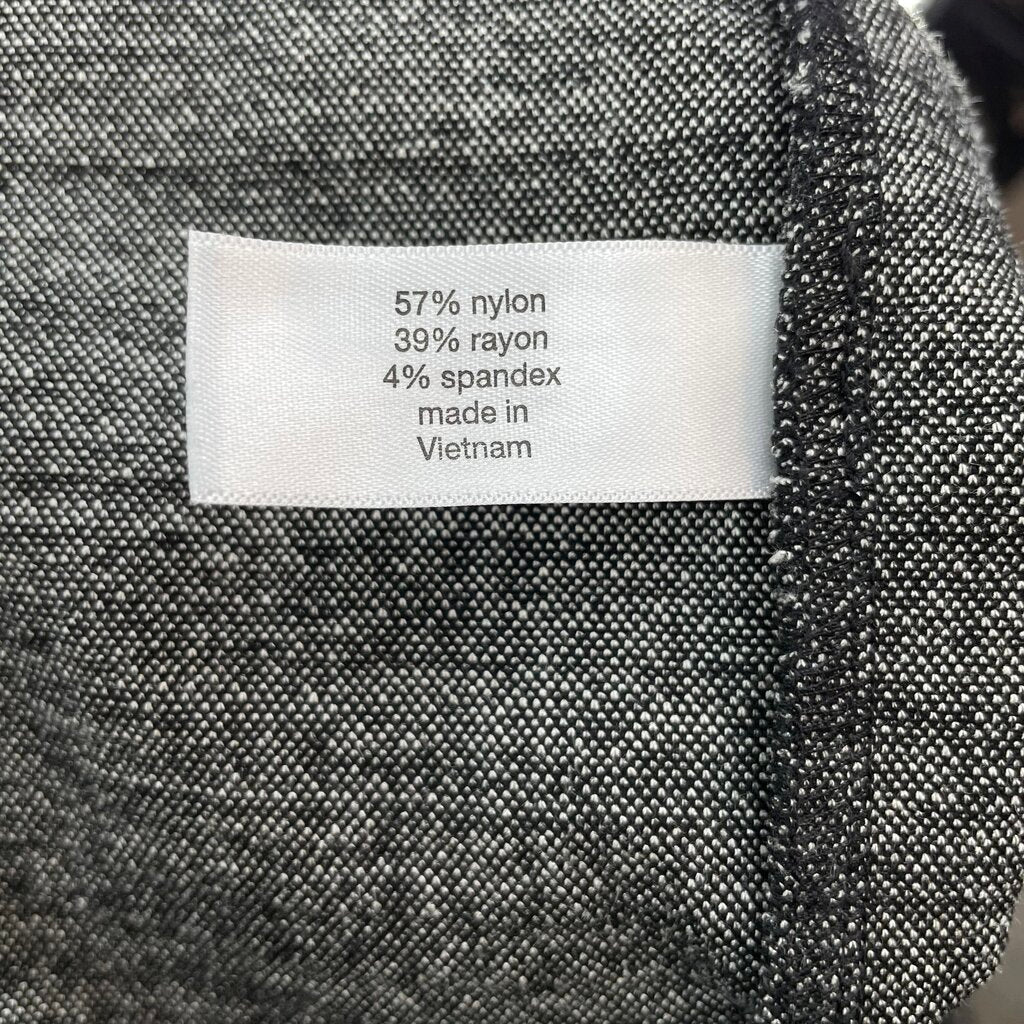 57% nylon
39% rayon
4% spandex
made in
Vietnam